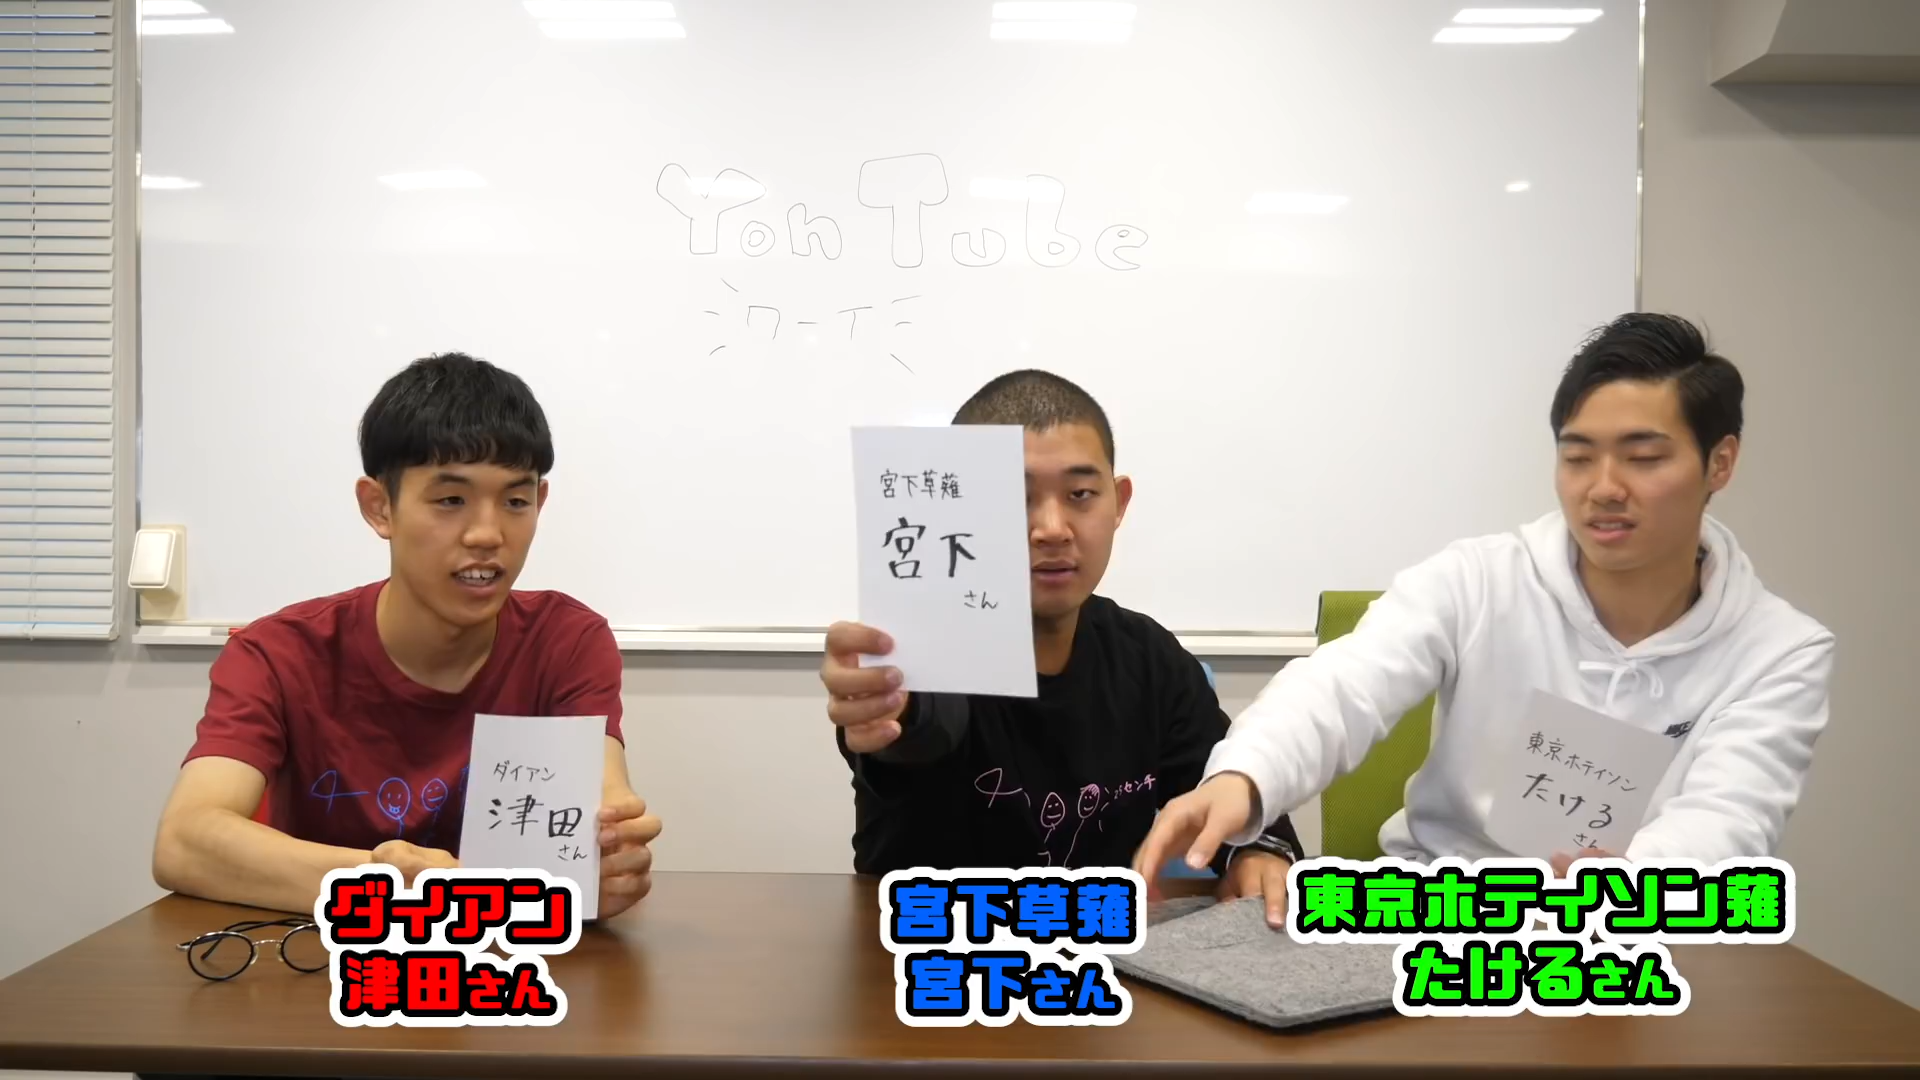 YonTube
ワーイ
宮下草薙
宮下
さん
ダイアン
津田
さん
25センチ
東京ホテイソン
たける
さん
ダイアン
津田さん
宮下草薙
宮下さん
東京ホテイソン薙
たけるさん